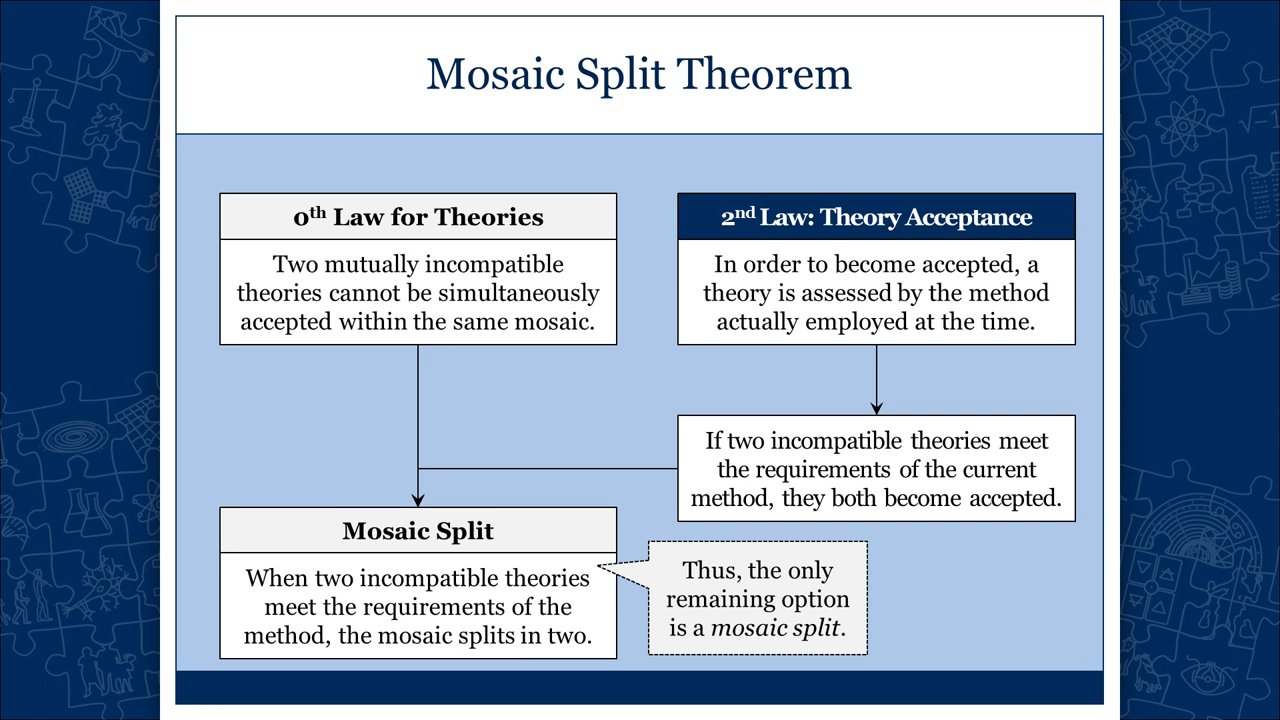 Mosaic Split Theorem
0th Law for Theories
Two mutually incompatible
theories cannot be simultaneously
accepted within the same mosaic.
2nd Law: Theory Acceptance
In order to become accepted, a
theory is assessed by the method
actually employed at the time.
If two incompatible theories meet
the requirements of the current
method, they both become accepted.
Mosaic Split
When two incompatible theories
meet the requirements of the
method, the mosaic splits in two.
Thus, the only
remaining option
is a mosaic split.
√-1